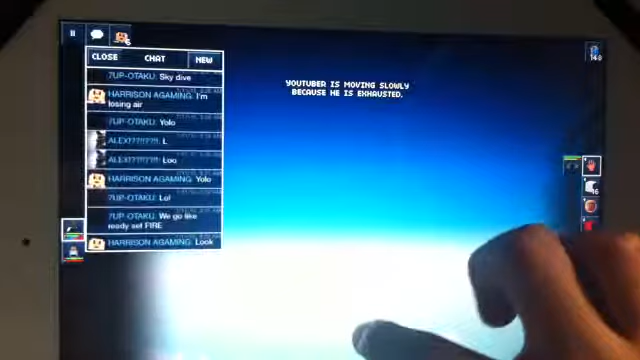 CLOSE CHAT NEW
7UP-OTAKU: Sky dive
HARRISON AGAMING: I'm
losing air
7UP-OTAKU: Yolo
ALEX!???!!???!!: L
ALEX!???!!???!!: Loo
HARRISON AGAMING: Yolo
7UP-OTAKU: Lol
7UP-OTAKU: We go like
ready set FIRE
HARRISON AGAMING: Look
YOUTUBER IS MOVING SLOWLY
BECAUSE HE IS EXHAUSTED.